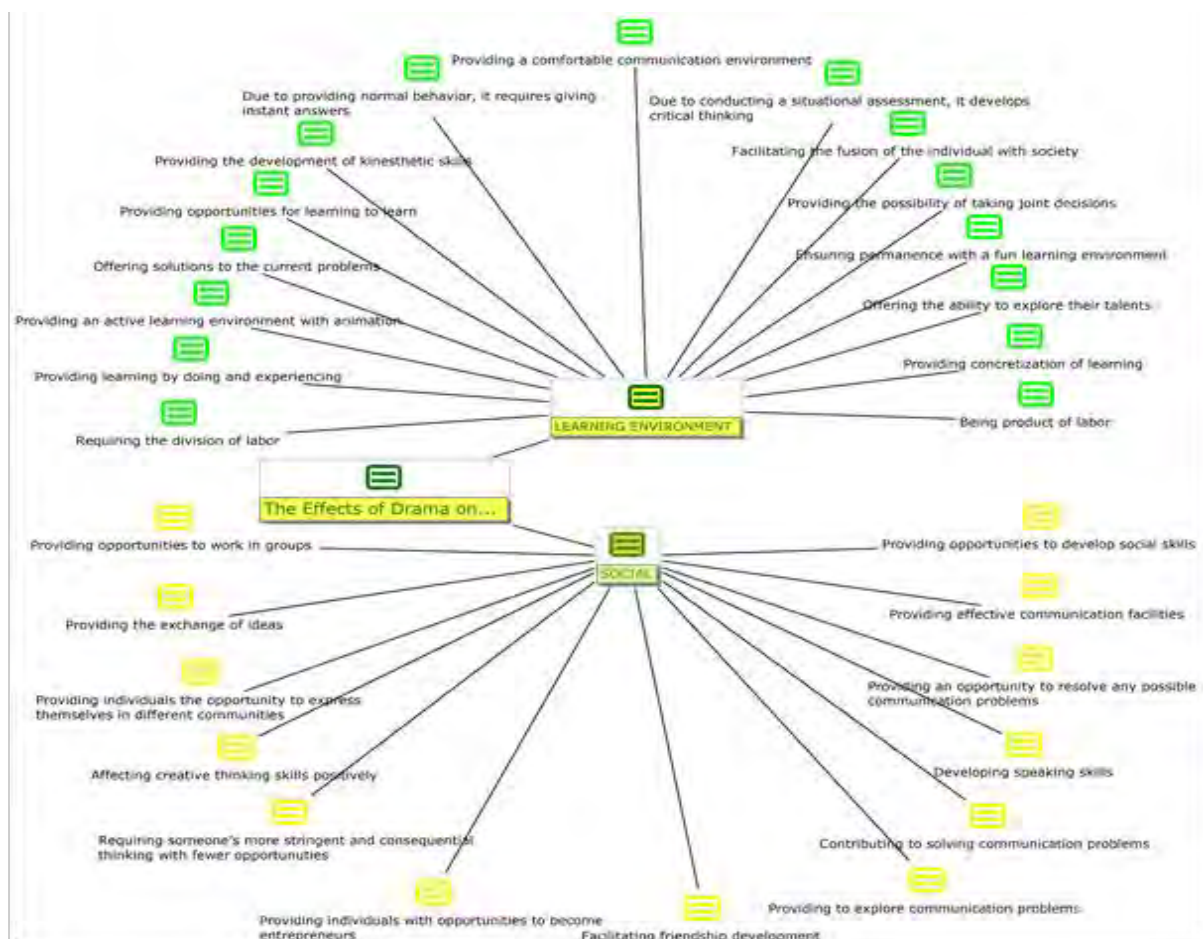 Providing a comfortable communication environment
Due to providing normal behavior, it requires giving
instant answers
Due to conducting a situational assessment, it develops
critical thinking
Providing the development of kinesthetic skills
Facilitating the fusion of the individual with society
Providing opportunities for learning to learn
Providing the possibility of taking joint decisions
Offering solutions to the current problems
Ensuring permanence with a fun learning environment
Providing an active learning environment with animation
Offering the ability to explore their talents
Providing learning by doing and experiencing
Providing concretization of learning
Requiring the division of labor
LEARNING ENVIRONMENT
Being product of labor
The Effects of Drama on...
Providing opportunities to work in groups
SOCIAL
Providing opportunities to develop social skills
Providing the exchange of ideas
Providing effective communication facilities
Providing individuals the opportunity to express
themselves in different communities
Providing an opportunity to resolve any possible
communication problems
Affecting creative thinking skills positively
Developing speaking skills
Requiring someone's more stringent and consequential
thinking with fewer opportunuties
Contributing to solving communication problems
Providing individuals with opportunities to become
entrepreneurs
Facilitating friendship development
Providing to explore communication problems